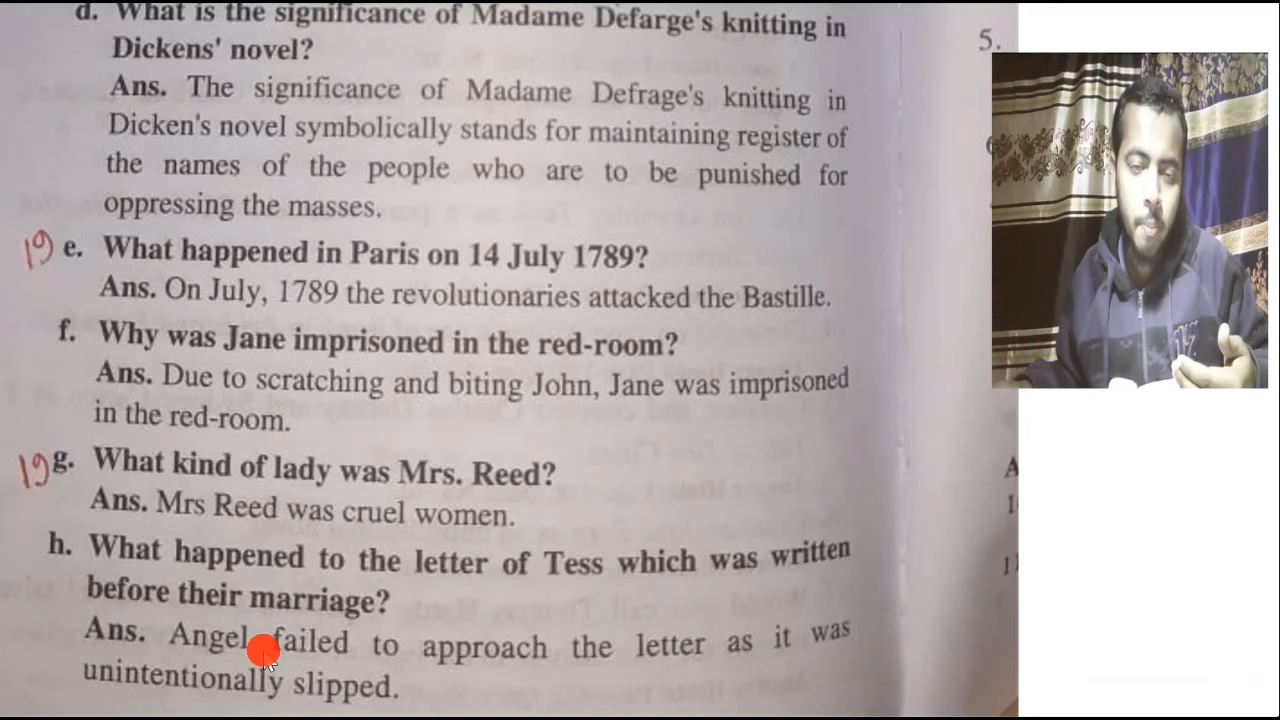 d. What is the significance of Madame Defarge's knitting in
Dickens' novel?
Ans. The significance of Madame Defrage's knitting in
Dicken's novel symbolically stands for maintaining register of
the names of the people who are to be punished for
oppressing the masses.
19 e. What happened in Paris on 14 July 1789?
Ans. On July, 1789 the revolutionaries attacked the Bastille.
f. Why was Jane imprisoned in the red-room?
Ans. Due to scratching and biting John, Jane was imprisoned
in the red-room.
19 g. What kind of lady was Mrs. Reed?
Ans. Mrs Reed was cruel women.
h. What happened to the letter of Tess which was written
before their marriage?
Ans. Angel failed to approach the letter as it was
unintentionally slipped.
5.
17